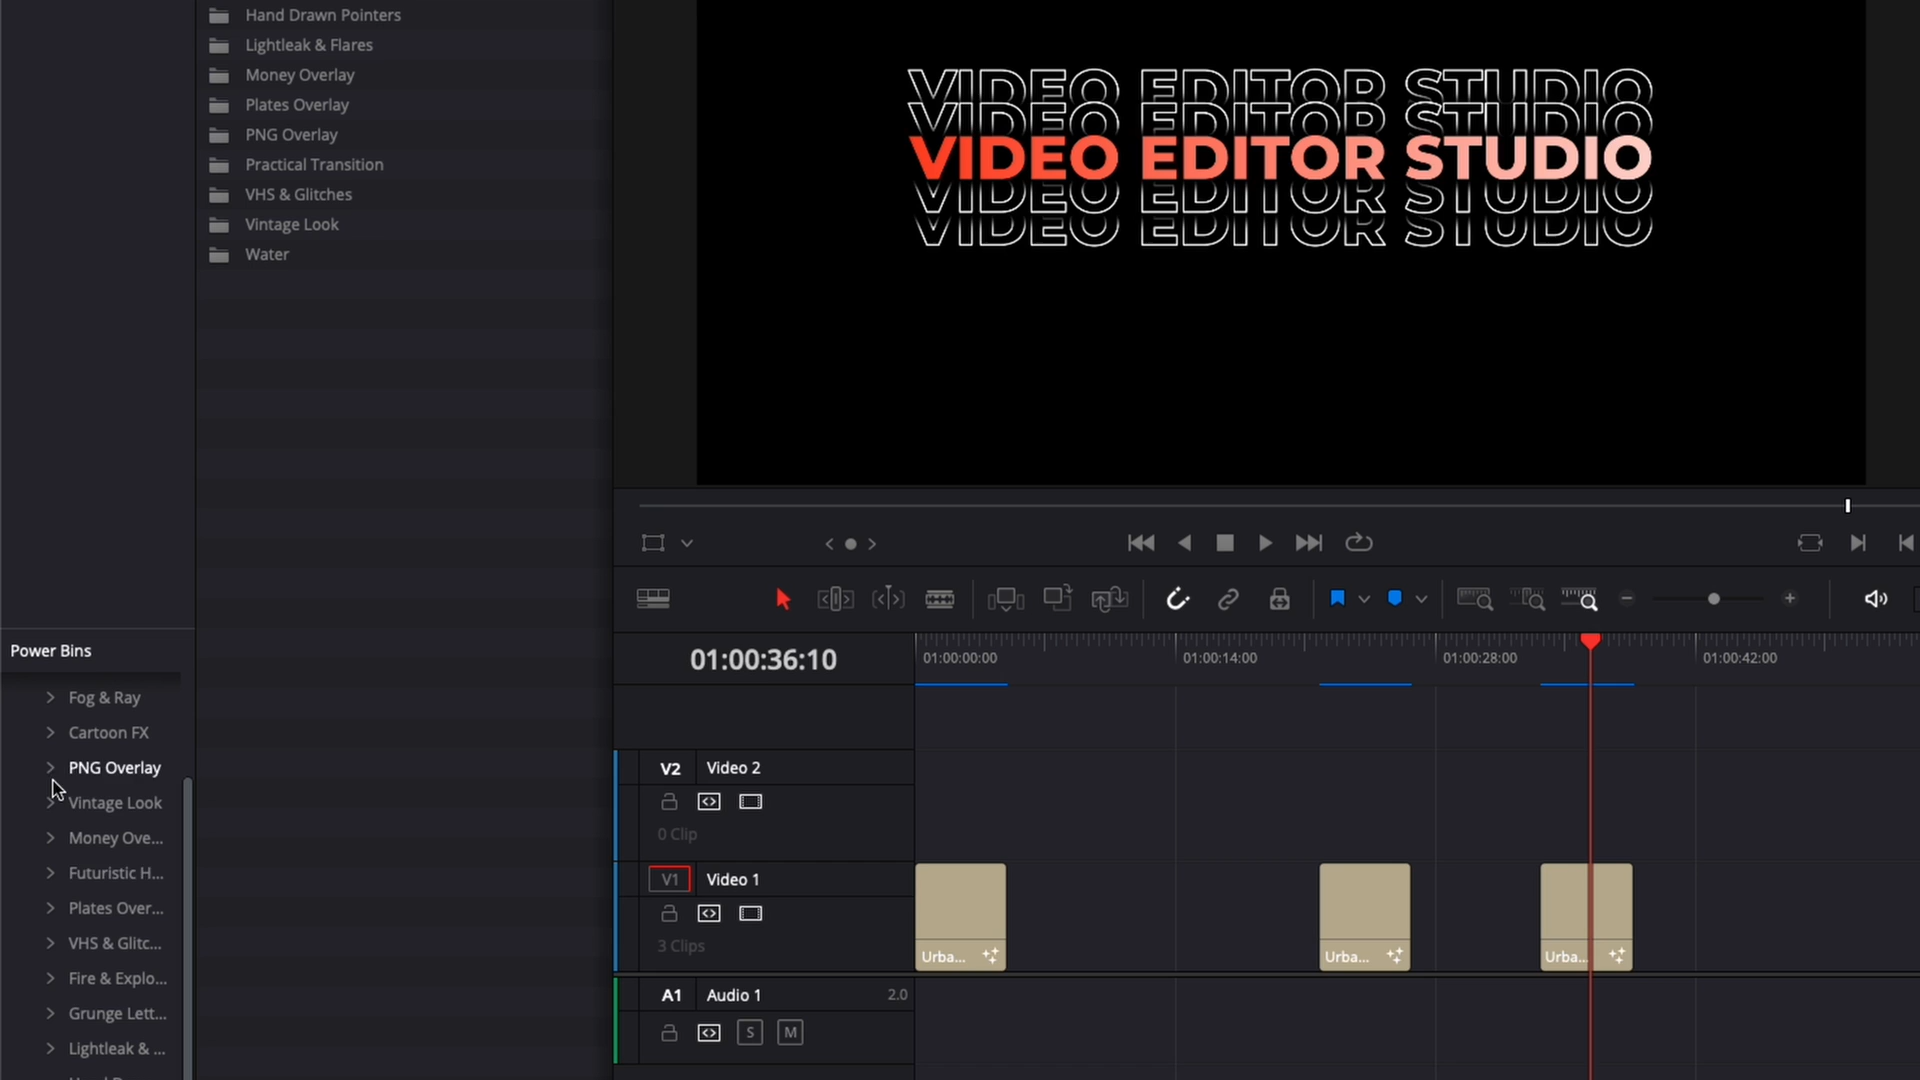 Hand Drawn Pointers
Lightleak & Flares
Money Overlay
Plates Overlay
PNG Overlay
Practical Transition
VHS & Glitches
Vintage Look
Water
VIDEO EDITOR STUDIO
VIDEO EDITOR STUDIO
VIDEO EDITOR STUDIO
VIDEO EDITOR STUDIO
VIDEO EDITOR STUDIO
Power Bins
Fog & Ray
Cartoon FX
PNG Overlay
Vintage Look
Money Ove...
Futuristic H...
Plates Over...
VHS & Glitc...
Fire & Explo...
Grunge Lett...
Lightleak & ...
01:00:36:10
01:00:00:00
01:00:14:00
01:00:28:00
01:00:42:00
V2 Video 2
0 Clip
V1 Video 1
3 Clips
Urba...
Urba...
Urba...
A1 Audio 1 2.0
S M